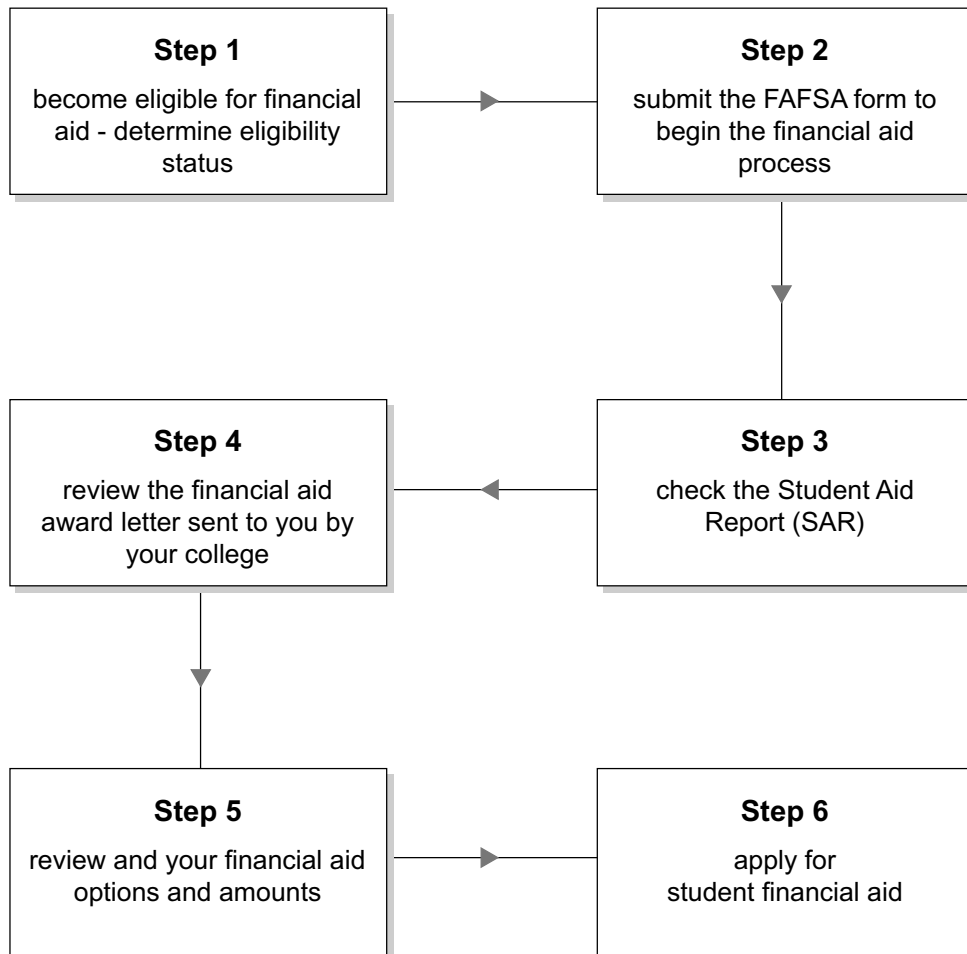 Step 1
become eligible for financial
aid - determine eligibility
status
Step 2
submit the FAFSA form to
begin the financial aid
process
Step 4
review the financial aid
award letter sent to you by
your college
Step 3
check the Student Aid
Report (SAR)
Step 5
review and your financial aid
options and amounts
Step 6
apply for
student financial aid